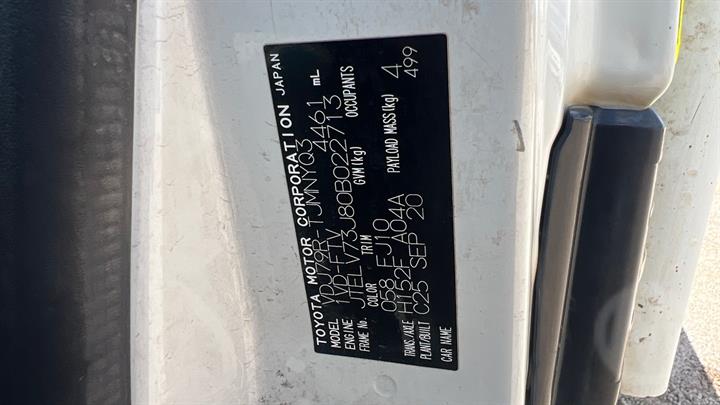 TOYOTA MOTOR CORPORATION JAPAN
MODEL VDJ79R-TJMNYQ3
ENGINE 1VD-FTV 4461 mL
FRAME No. JTELV73J80B022713
COLOR TRIM GVM(kg) OCCUPANTS
058 FJ10 4
TRANS./AXLE H152F A04A PAYLOAD MASS(kg) 499
PLANT/BUILT C25 SEP 20
CAR NAME